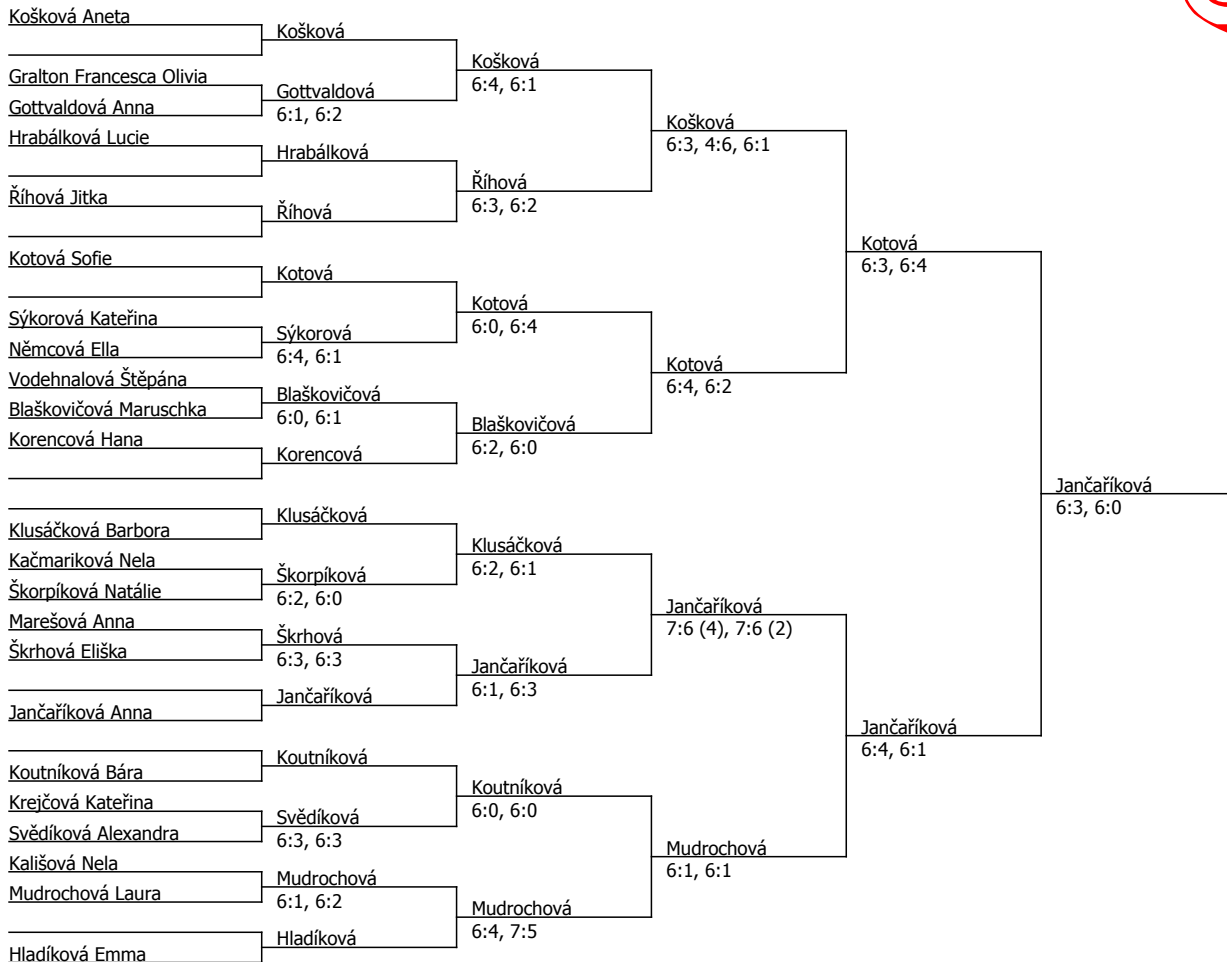 Košková Aneta
Gralton Francesca Olivia
Gottvaldová Anna
Hrabálková Lucie
Říhová Jitka
Kotová Sofie
Sýkorová Kateřina
Němcová Ella
Vodehnalová Štěpána
Blaškovičová Maruschka
Korencová Hana
Klusáčková Barbora
Kačmariková Nela
Škorpíková Natálie
Marešová Anna
Škrhová Eliška
Jančaříková Anna
Koutníková Bára
Krejčová Kateřina
Svědíková Alexandra
Kališová Nela
Mudrochová Laura
Hladíková Emma
Košková
Gottvaldová
6:1, 6:2
Hrabálková
Říhová
Kotová
Sýkorová
6:4, 6:1
Blaškovičová
6:0, 6:1
Korencová
Klusáčková
Škorpíková
6:2, 6:0
Škrhová
6:3, 6:3
Jančaříková
Koutníková
Svědíková
6:3, 6:3
Mudrochová
6:1, 6:2
Hladíková
Košková
6:4, 6:1
Říhová
6:3, 6:2
Kotová
6:0, 6:4
Blaškovičová
6:2, 6:0
Klusáčková
6:2, 6:1
Jančaříková
6:1, 6:3
Koutníková
6:0, 6:0
Mudrochová
6:4, 7:5
Košková
6:3, 4:6, 6:1
Kotová
6:4, 6:2
Jančaříková
7:6 (4), 7:6 (2)
Mudrochová
6:1, 6:1
Kotová
6:3, 6:4
Jančaříková
6:4, 6:1
Jančaříková
6:3, 6:0